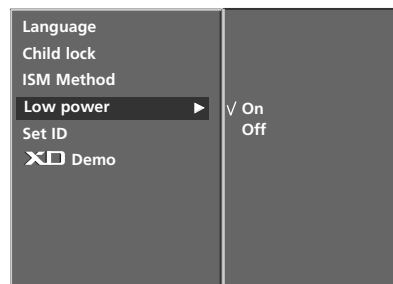 Language
Child lock
ISM Method
Low power ▶
√ On
Off
Set ID
XD Demo